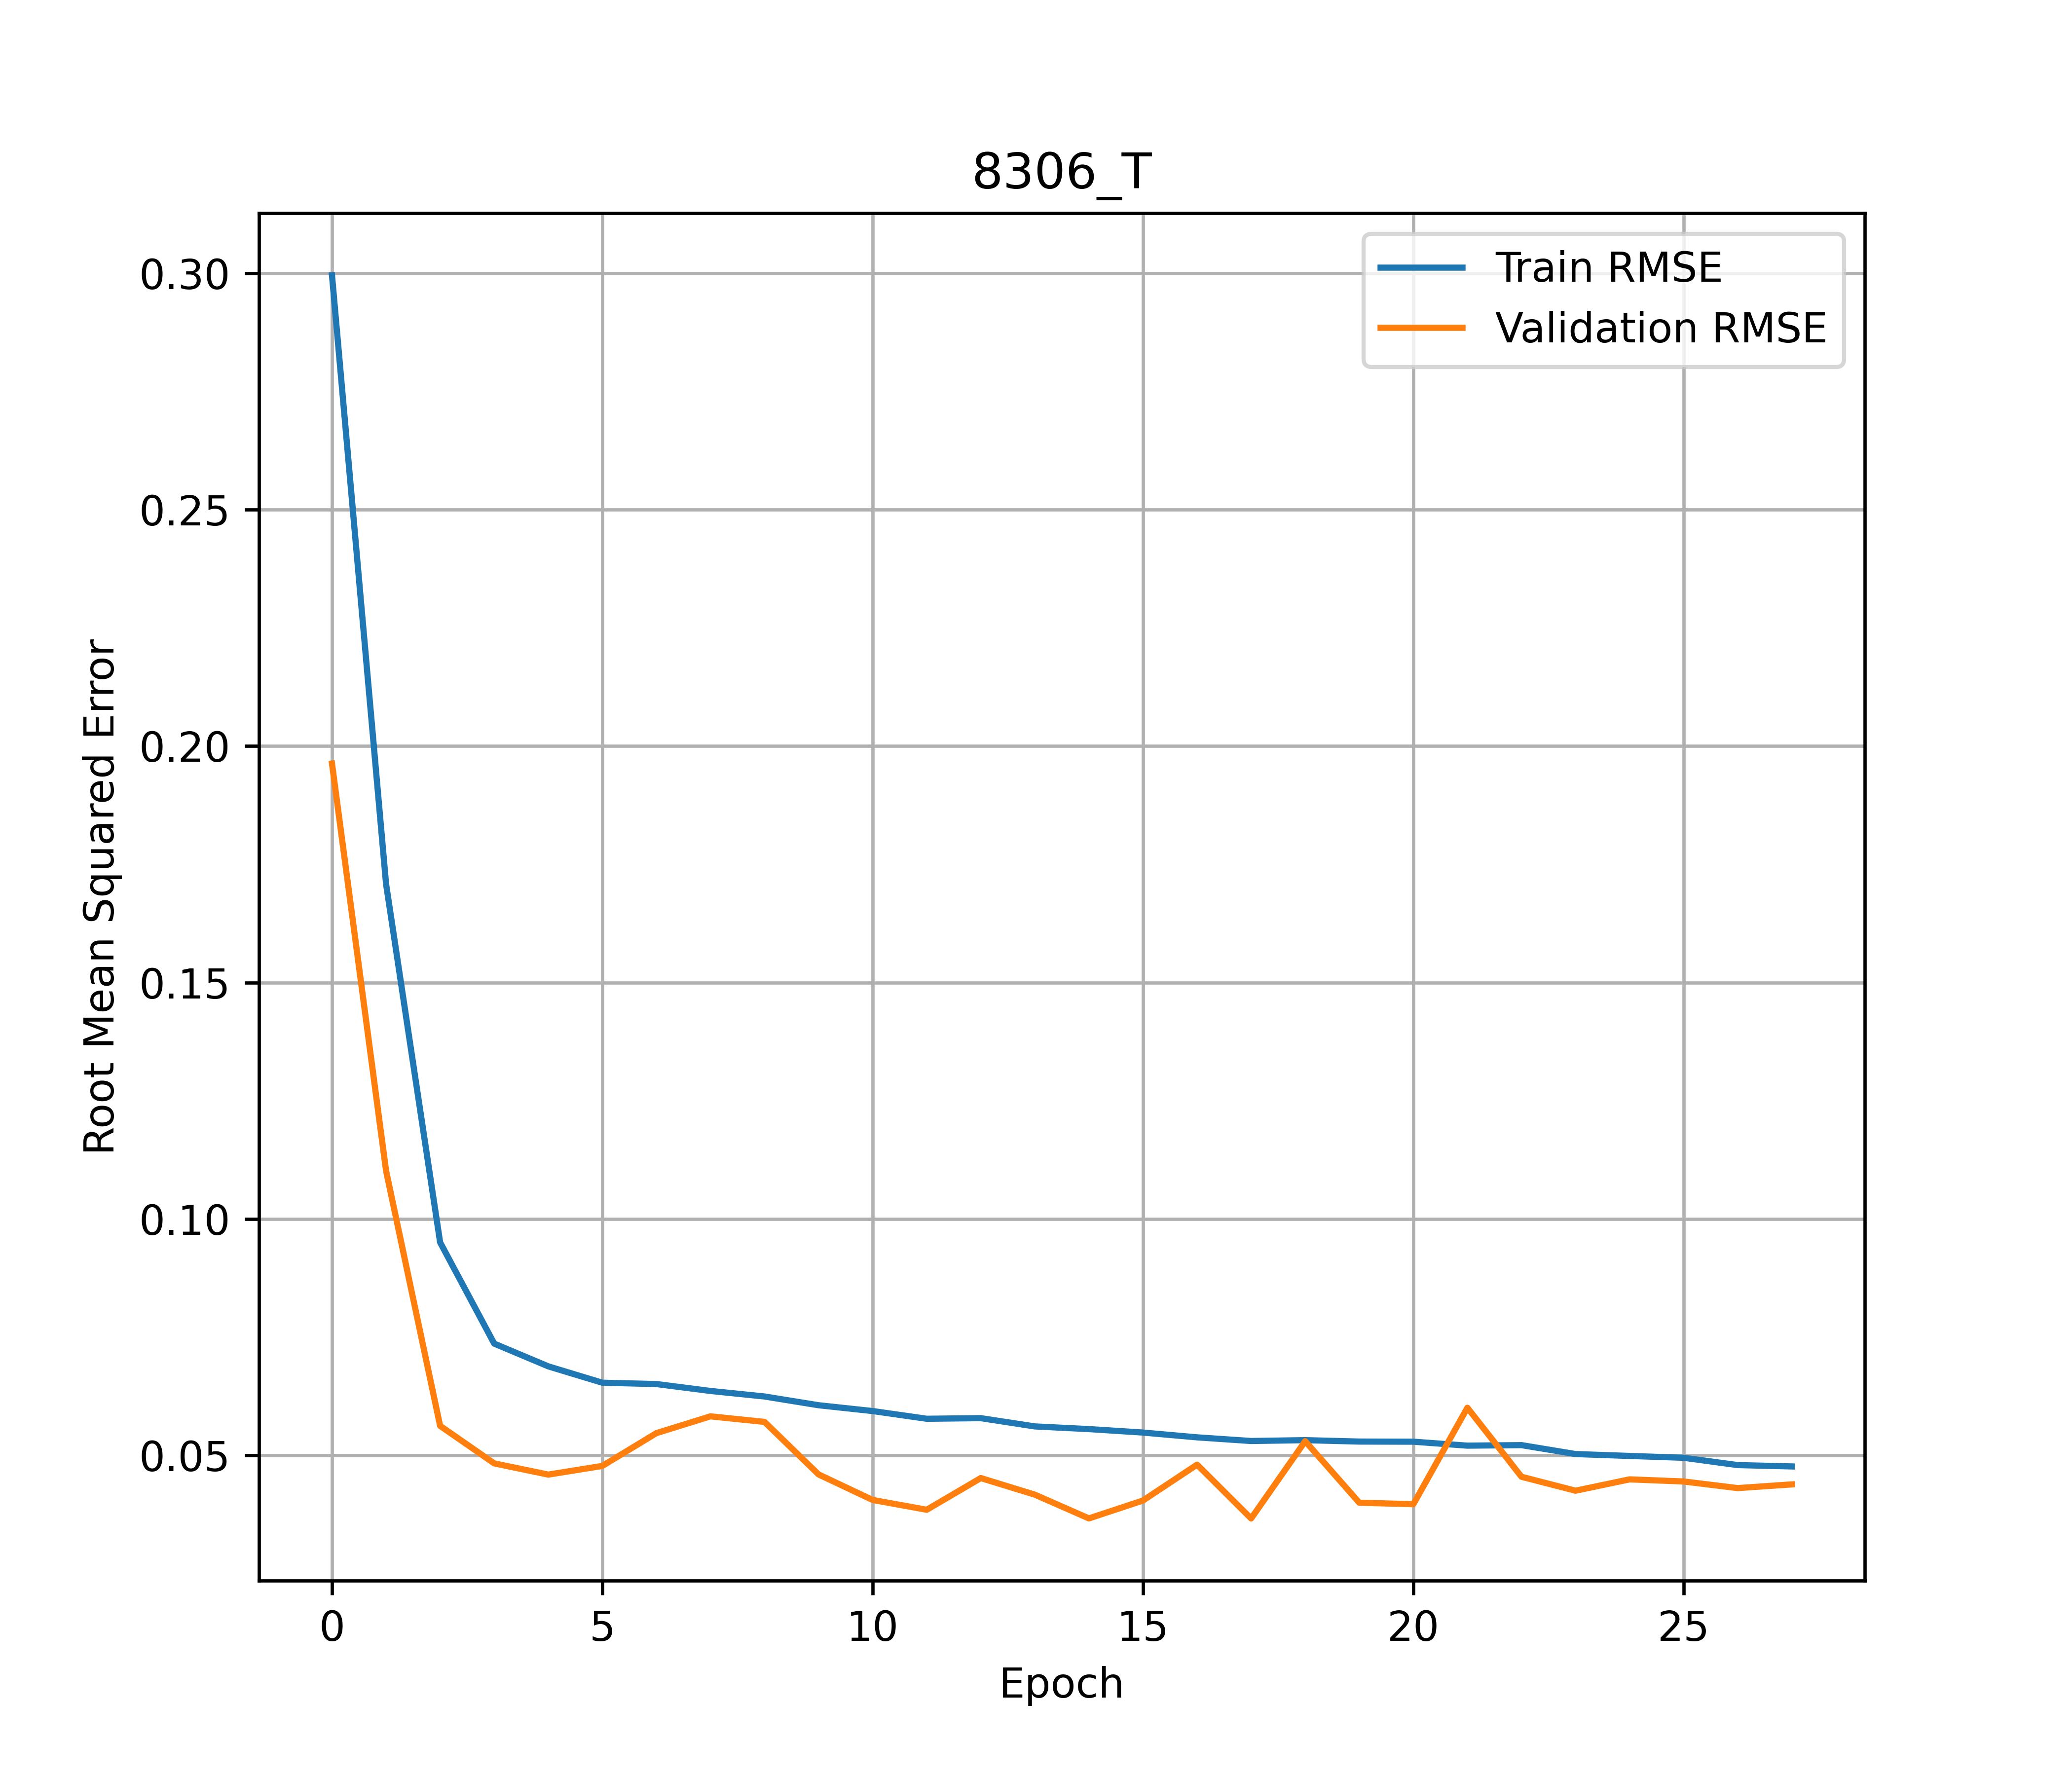 8306_T
Train RMSE
Validation RMSE
0.30
0.25
0.20
0.15
0.10
0.05
Root Mean Squared Error
0 5 10 15 20 25
Epoch